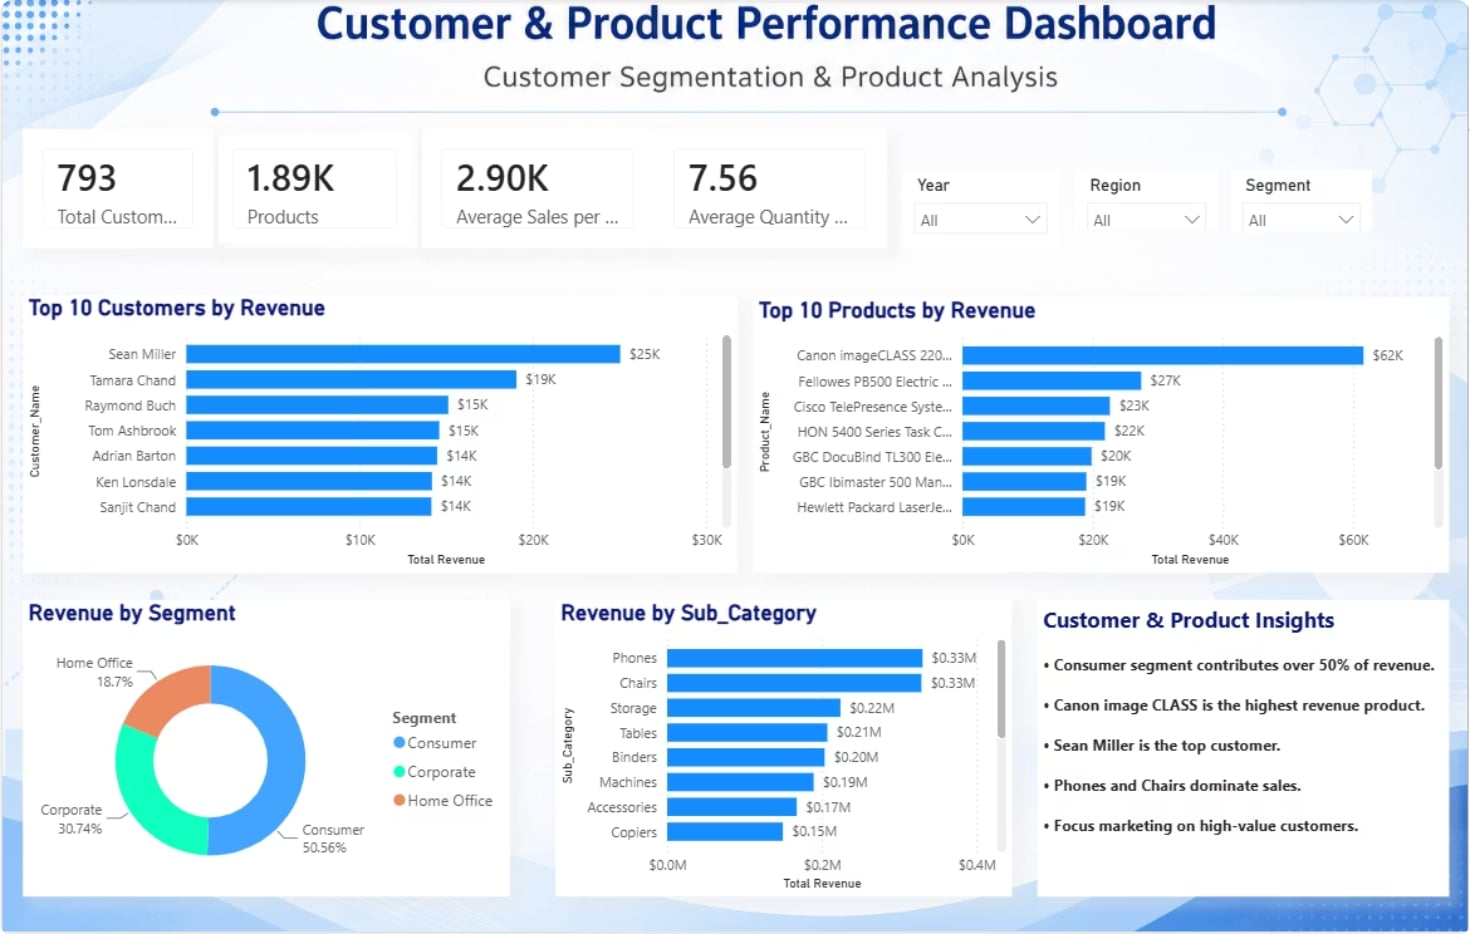 Customer & Product Performance Dashboard
Customer Segmentation & Product Analysis
793
Total Custom...
1.89K
Products
2.90K
Average Sales per ...
7.56
Average Quantity ...
Year
All
Region
All
Segment
All
Top 10 Customers by Revenue
Customer_Name
Sean Miller $25K
Tamara Chand $19K
Raymond Buch $15K
Tom Ashbrook $15K
Adrian Barton $14K
Ken Lonsdale $14K
Sanjit Chand $14K
$0K $10K $20K $30K
Total Revenue
Top 10 Products by Revenue
Product_Name
Canon imageCLASS 220... $62K
Fellowes PB500 Electric ... $27K
Cisco TelePresence Syste... $23K
HON 5400 Series Task C... $22K
GBC DocuBind TL300 Ele... $20K
GBC Ibimaster 500 Man... $19K
Hewlett Packard LaserJe... $19K
$0K $20K $40K $60K
Total Revenue
Revenue by Segment
Home Office
18.7%
Corporate
30.74%
Consumer
50.56%
Segment
Consumer
Corporate
Home Office
Revenue by Sub_Category
Sub_Category
Phones $0.33M
Chairs $0.33M
Storage $0.22M
Tables $0.21M
Binders $0.20M
Machines $0.19M
Accessories $0.17M
Copiers $0.15M
$0.0M $0.2M $0.4M
Total Revenue
Customer & Product Insights
• Consumer segment contributes over 50% of revenue.
• Canon image CLASS is the highest revenue product.
• Sean Miller is the top customer.
• Phones and Chairs dominate sales.
• Focus marketing on high-value customers.